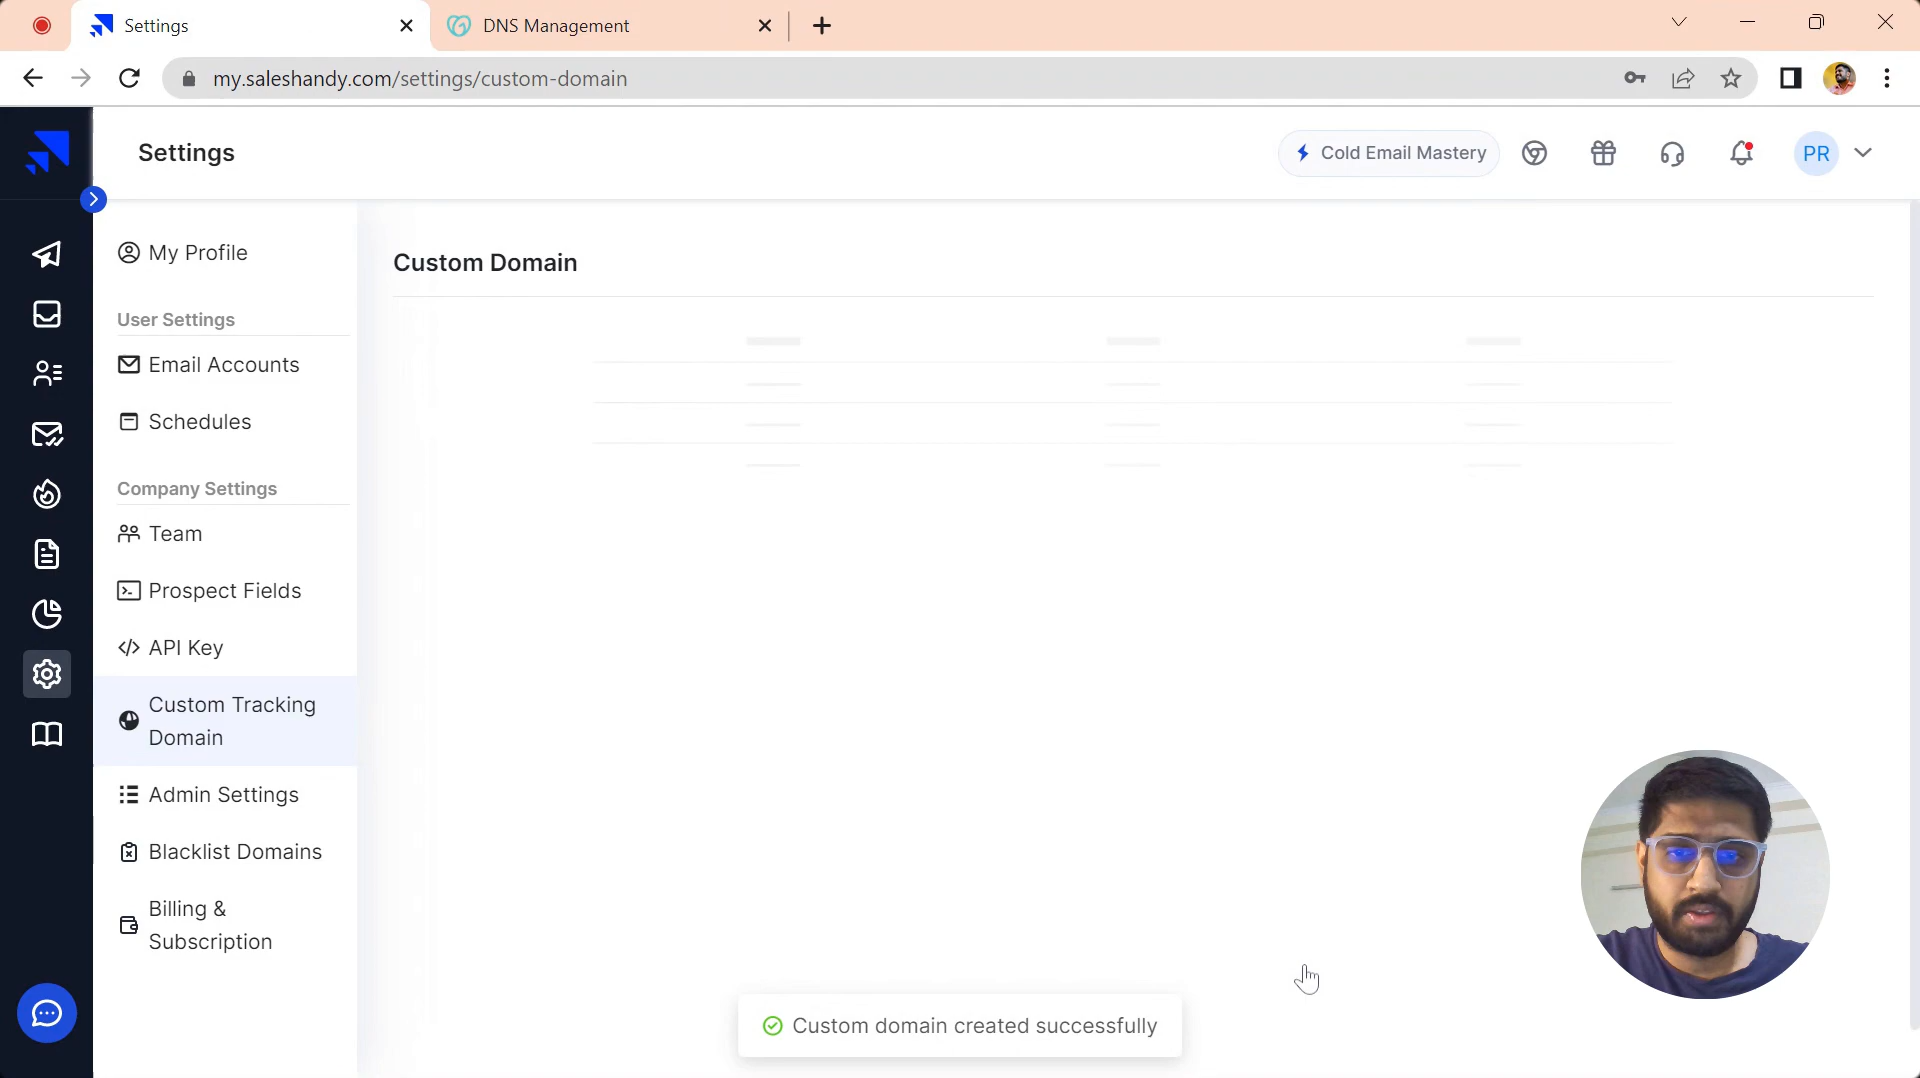 Settings
DNS Management
my.saleshandy.com/settings/custom-domain
Settings
Cold Email Mastery
PR
My Profile
User Settings
Email Accounts
Schedules
Company Settings
Team
Prospect Fields
API Key
Custom Tracking
Domain
Admin Settings
Blacklist Domains
Billing &
Subscription
Custom Domain
Custom domain created successfully